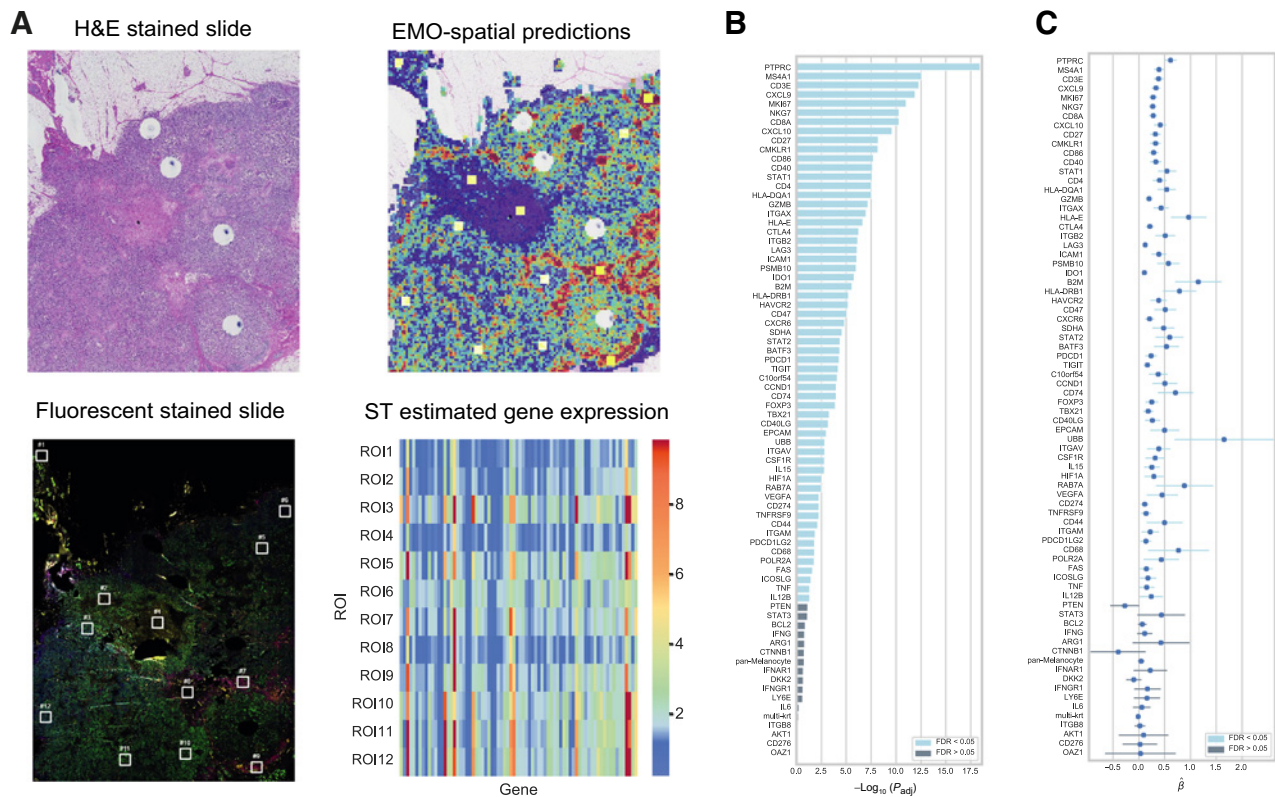 A
H&E stained slide
EMO-spatial predictions
Fluorescent stained slide
#1
#6
#5
#2
#3
#4
#7
#8
#12
#11
#10
#9
ST estimated gene expression
ROI
ROI1
ROI2
ROI3
ROI4
ROI5
ROI6
ROI7
ROI8
ROI9
ROI10
ROI11
ROI12
Gene
8
6
4
2
B
PTPRC
MS4A1
CD3E
CXCL9
MKI67
NKG7
CD8A
CXCL10
CD27
CMKLR1
CD86
CD40
STAT1
CD4
HLA-DQA1
GZMB
ITGAX
HLA-E
CTLA4
ITGB2
LAG3
ICAM1
PSMB10
IDO1
B2M
HLA-DRB1
HAVCR2
CD47
CXCR6
SDHA
STAT2
BATF3
PDCD1
TIGIT
C10orf54
CCND1
CD74
FOXP3
TBX21
CD40LG
EPCAM
UBB
ITGAV
CSF1R
IL15
HIF1A
RAB7A
VEGFA
CD274
TNFRSF9
CD44
ITGAM
PDCD1LG2
CD68
POLR2A
FAS
ICOSLG
TNF
IL12B
PTEN
STAT3
BCL2
IFNG
ARG1
CTNNB1
pan-Melanocyte
IFNAR1
DKK2
IFNGR1
LY6E
IL6
multi-krt
ITGB8
AKT1
CD276
OAZ1
FDR < 0.05
FDR > 0.05
0.0 2.5 5.0 7.5 10.0 12.5 15.0 17.5
−Log₁₀ (Padj)
C
PTPRC
MS4A1
CD3E
CXCL9
MKI67
NKG7
CD8A
CXCL10
CD27
CMKLR1
CD86
CD40
STAT1
CD4
HLA-DQA1
GZMB
ITGAX
HLA-E
CTLA4
ITGB2
LAG3
ICAM1
PSMB10
IDO1
B2M
HLA-DRB1
HAVCR2
CD47
CXCR6
SDHA
STAT2
BATF3
PDCD1
TIGIT
C10orf54
CCND1
CD74
FOXP3
TBX21
CD40LG
EPCAM
UBB
ITGAV
CSF1R
IL15
HIF1A
RAB7A
VEGFA
CD274
TNFRSF9
CD44
ITGAM
PDCD1LG2
CD68
POLR2A
FAS
ICOSLG
TNF
IL12B
PTEN
STAT3
BCL2
IFNG
ARG1
CTNNB1
pan-Melanocyte
IFNAR1
DKK2
IFNGR1
LY6E
IL6
multi-krt
ITGB8
AKT1
CD276
OAZ1
FDR < 0.05
FDR > 0.05
−0.5 0.0 0.5 1.0 1.5 2.0
β̂